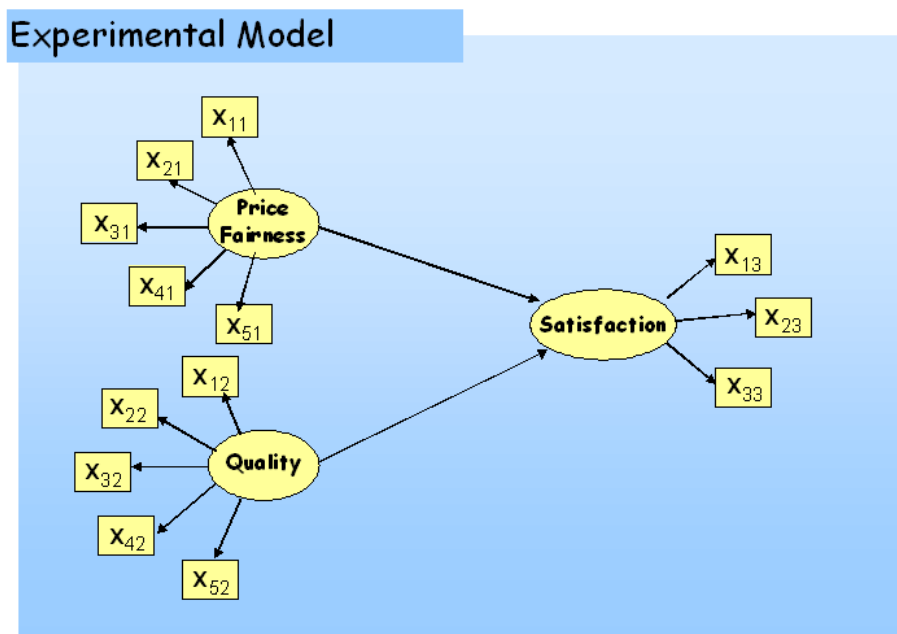 Experimental Model
x₁₁
x₂₁
Price
Fairness
x₃₁
x₄₁
x₅₁
x₁₃
Satisfaction
x₂₃
x₃₃
x₁₂
x₂₂
Quality
x₃₂
x₄₂
x₅₂